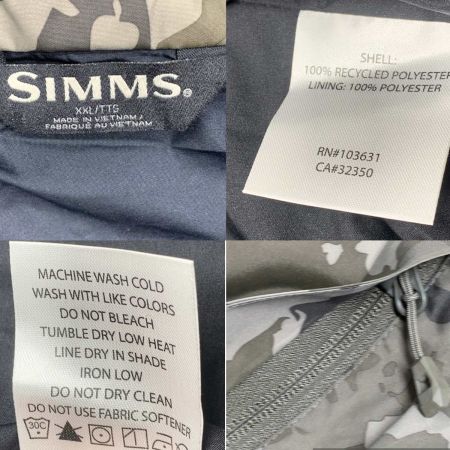 SIMMS®
XXL/TTG
MADE IN VIETNAM /
FABRIQUÉ AU VIETNAM
SHELL:
100% RECYCLED POLYESTER
LINING: 100% POLYESTER
RN#103631
CA#32350
MACHINE WASH COLD
WASH WITH LIKE COLORS
DO NOT BLEACH
TUMBLE DRY LOW HEAT
LINE DRY IN SHADE
IRON LOW
DO NOT DRY CLEAN
DO NOT USE FABRIC SOFTENER
30C